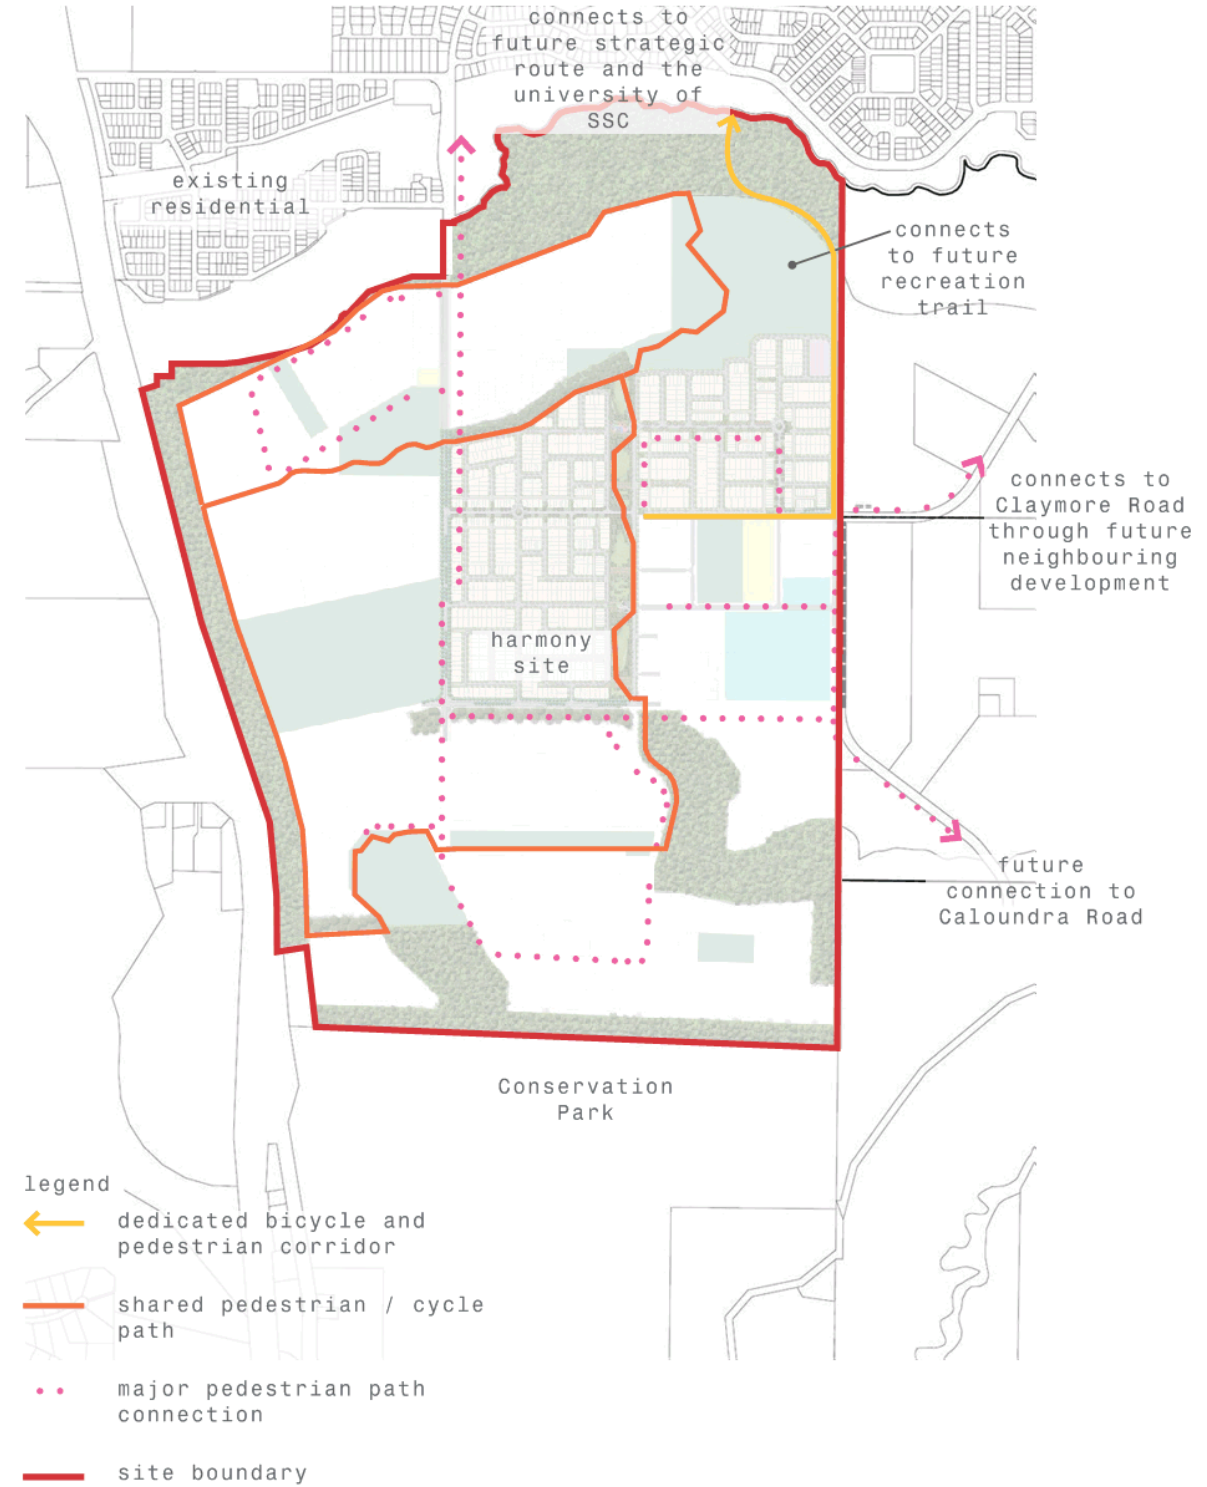 connects to
future strategic
route and the
university of
SSC
existing
residential
connects
to future
recreation
trail
connects to
Claymore Road
through future
neighbouring
development
harmony
site
future
connection to
Caloundra Road
Conservation
Park
legend
dedicated bicycle and
pedestrian corridor
shared pedestrian / cycle
path
major pedestrian path
connection
site boundary